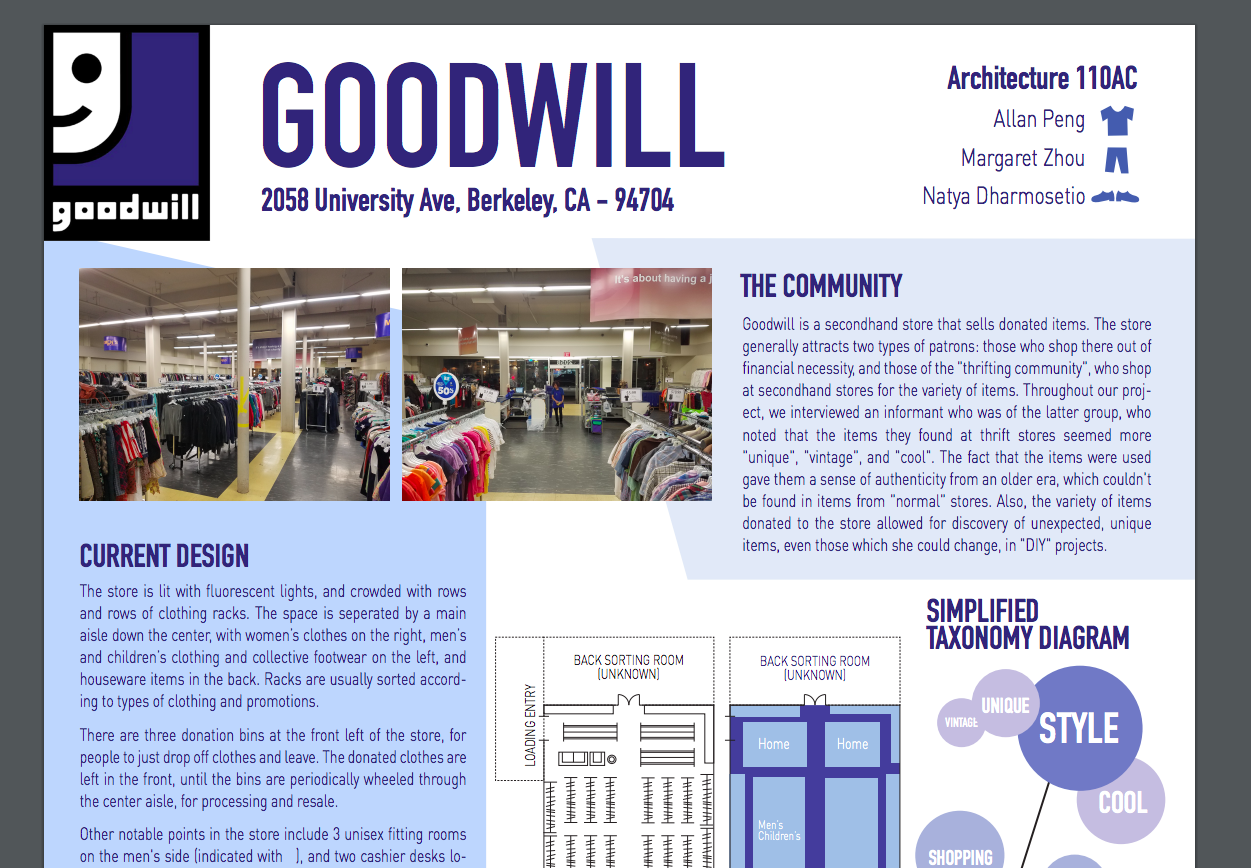 goodwill
GOODWILL
2058 University Ave, Berkeley, CA - 94704
Architecture 110AC
Allan Peng
Margaret Zhou
Natya Dharmosetio
It's about having a j
50%
THE COMMUNITY
Goodwill is a secondhand store that sells donated items. The store
generally attracts two types of patrons: those who shop there out of
financial necessity, and those of the "thrifting community", who shop
at secondhand stores for the variety of items. Throughout our proj-
ect, we interviewed an informant who was of the latter group, who
noted that the items they found at thrift stores seemed more
"unique", "vintage", and "cool". The fact that the items were used
gave them a sense of authenticity from an older era, which couldn't
be found in items from "normal" stores. Also, the variety of items
donated to the store allowed for discovery of unexpected, unique
items, even those which she could change, in "DIY" projects.
CURRENT DESIGN
The store is lit with fluorescent lights, and crowded with rows
and rows of clothing racks. The space is seperated by a main
aisle down the center, with women's clothes on the right, men's
and children's clothing and collective footwear on the left, and
houseware items in the back. Racks are usually sorted accord-
ing to types of clothing and promotions.
There are three donation bins at the front left of the store, for
people to just drop off clothes and leave. The donated clothes are
left in the front, until the bins are periodically wheeled through
the center aisle, for processing and resale.
Other notable points in the store include 3 unisex fitting rooms
on the men's side (indicated with ), and two cashier desks lo-
BACK SORTING ROOM
(UNKNOWN)
LOADING ENTRY
BACK SORTING ROOM
(UNKNOWN)
Home
Home
Men's
Children's
SIMPLIFIED
TAXONOMY DIAGRAM
VINTAGE
UNIQUE
STYLE
COOL
SHOPPING